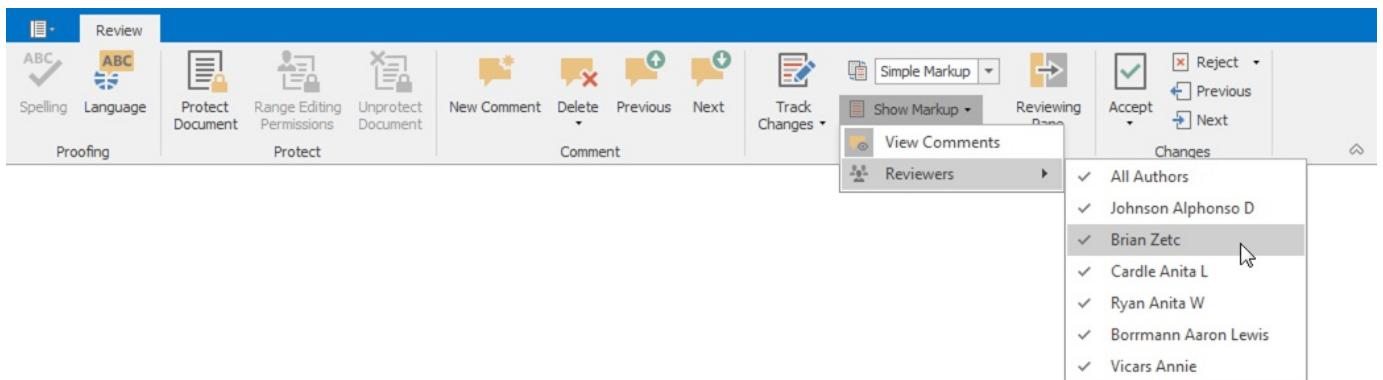 Review
ABC
Spelling
ABC
Language
Proofing
Protect
Document
Range Editing
Permissions
Unprotect
Document
Protect
New Comment
Delete
Previous
Next
Comment
Track
Changes
Simple Markup
Show Markup
Reviewing
Pane
Accept
Reject
Previous
Next
Changes
View Comments
Reviewers
All Authors
Johnson Alphonso D
Brian Zetc
Cardle Anita L
Ryan Anita W
Borrmann Aaron Lewis
Vicars Annie